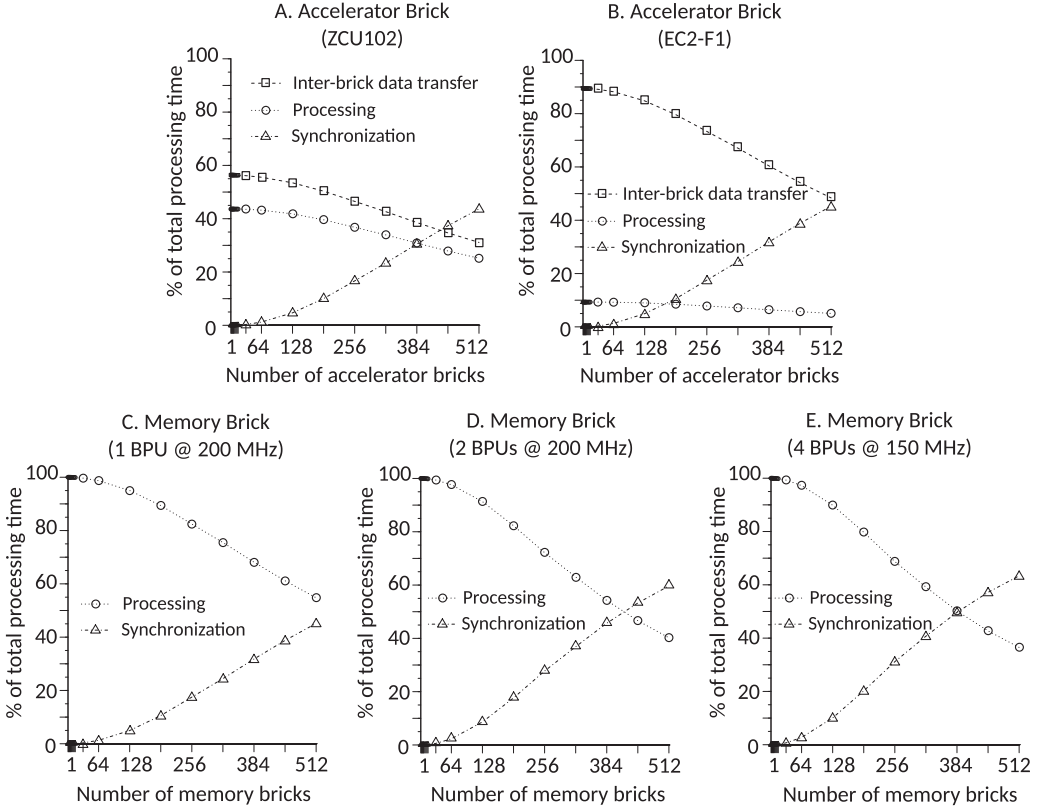 A. Accelerator Brick
(ZCU102)
% of total processing time
100
80
60
40
20
0
Inter-brick data transfer
Processing
Synchronization
1 64 128 256 384 512
Number of accelerator bricks
B. Accelerator Brick
(EC2-F1)
% of total processing time
100
80
60
40
20
0
Inter-brick data transfer
Processing
Synchronization
1 64 128 256 384 512
Number of accelerator bricks
C. Memory Brick
(1 BPU @ 200 MHz)
% of total processing time
100
80
60
40
20
0
Processing
Synchronization
1 64 128 256 384 512
Number of memory bricks
D. Memory Brick
(2 BPUs @ 200 MHz)
% of total processing time
100
80
60
40
20
0
Processing
Synchronization
1 64 128 256 384 512
Number of memory bricks
E. Memory Brick
(4 BPUs @ 150 MHz)
% of total processing time
100
80
60
40
20
0
Processing
Synchronization
1 64 128 256 384 512
Number of memory bricks